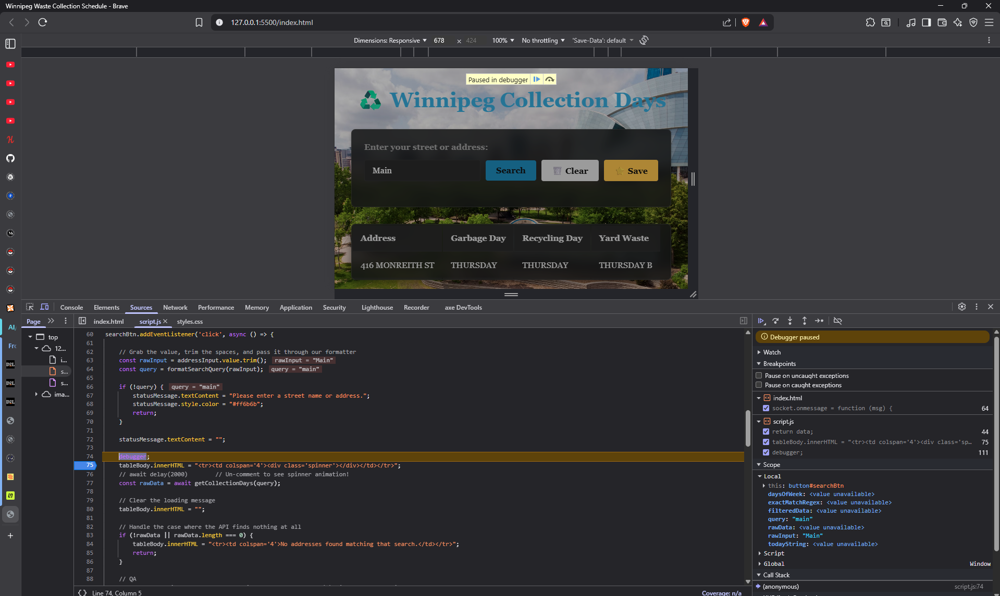 Winnipeg Waste Collection Schedule - Brave
127.0.0.1:5500/index.html
Dimensions: Responsive 678 × 424 100% No throttling 'Save-Data': default
Paused in debugger
Winnipeg Collection Days
Enter your street or address:
Main Search Clear Save
Address Garbage Day Recycling Day Yard Waste
416 MONREITH ST THURSDAY THURSDAY THURSDAY B
Console Elements Sources Network Performance Memory Application Security Lighthouse Recorder axe DevTools
Page index.html script.js styles.css
top
12...
i...
s...
s...
ima...
AI/
Fro
D2L
D2L
D2L
60 searchBtn.addEventListener('click', async () => {
61
62 // Grab the value, trim the spaces, and pass it through our formatter
63 const rawInput = addressInput.value.trim(); rawInput = "Main"
64 const query = formatSearchQuery(rawInput); query = "main"
65
66 if (!query) { query = "main"
67 statusMessage.textContent = "Please enter a street name or address.";
68 statusMessage.style.color = "#ff6b6b";
69 return;
70 }
71
72 statusMessage.textContent = "";
73
74 debugger;
75 tableBody.innerHTML = "<tr><td colspan='4'><div class='spinner'></div></td></tr>";
76 // await delay(2000) // Un-comment to see spinner animation!
77 const rawData = await getCollectionDays(query);
78
79 // Clear the loading message
80 tableBody.innerHTML = "";
81
82 // Handle the case where the API finds nothing at all
83 if (!rawData || rawData.length === 0) {
84 tableBody.innerHTML = "<tr><td colspan='4'>No addresses found matching that search.</td></tr>";
85 return;
86 }
87
88 // QA
{} Line 74, Column 5 Coverage: n/a
Debugger paused
Watch
Breakpoints
Pause on uncaught exceptions
Pause on caught exceptions
index.html
socket.onmessage = function (msg) { 64
script.js
return data; 44
tableBody.innerHTML = "<tr><td colspan='4'><div class='sp... 75
debugger; 111
Scope
Local
this: button#searchBtn
daysOfWeek: <value unavailable>
exactMatchRegex: <value unavailable>
filteredData: <value unavailable>
query: "main"
rawData: <value unavailable>
rawInput: "Main"
todayString: <value unavailable>
Script
Global Window
Call Stack
(anonymous) script.js:74